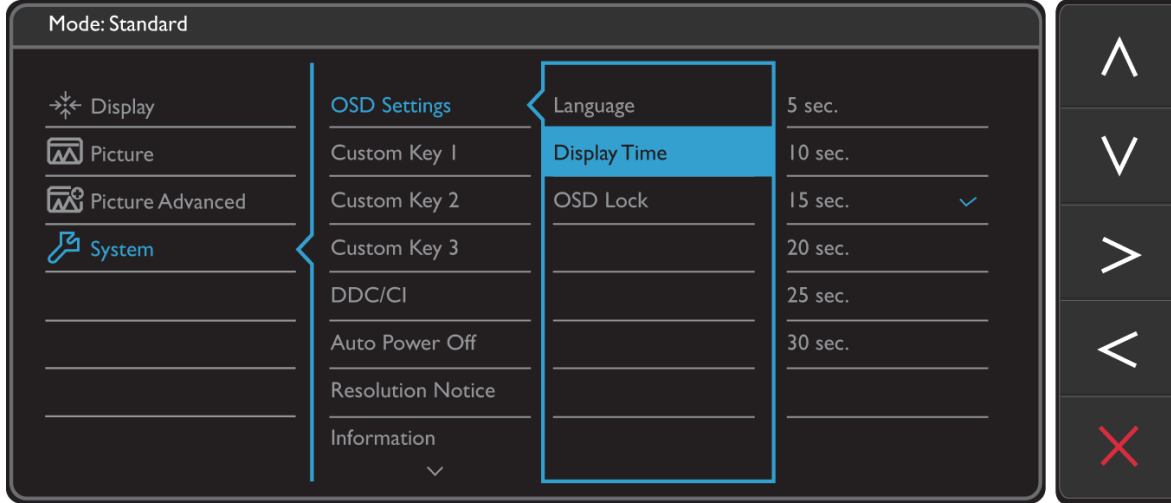 Mode: Standard
Display
Picture
Picture Advanced
System
OSD Settings
Custom Key 1
Custom Key 2
Custom Key 3
DDC/CI
Auto Power Off
Resolution Notice
Information
Language
Display Time
OSD Lock
5 sec.
10 sec.
15 sec.
20 sec.
25 sec.
30 sec.